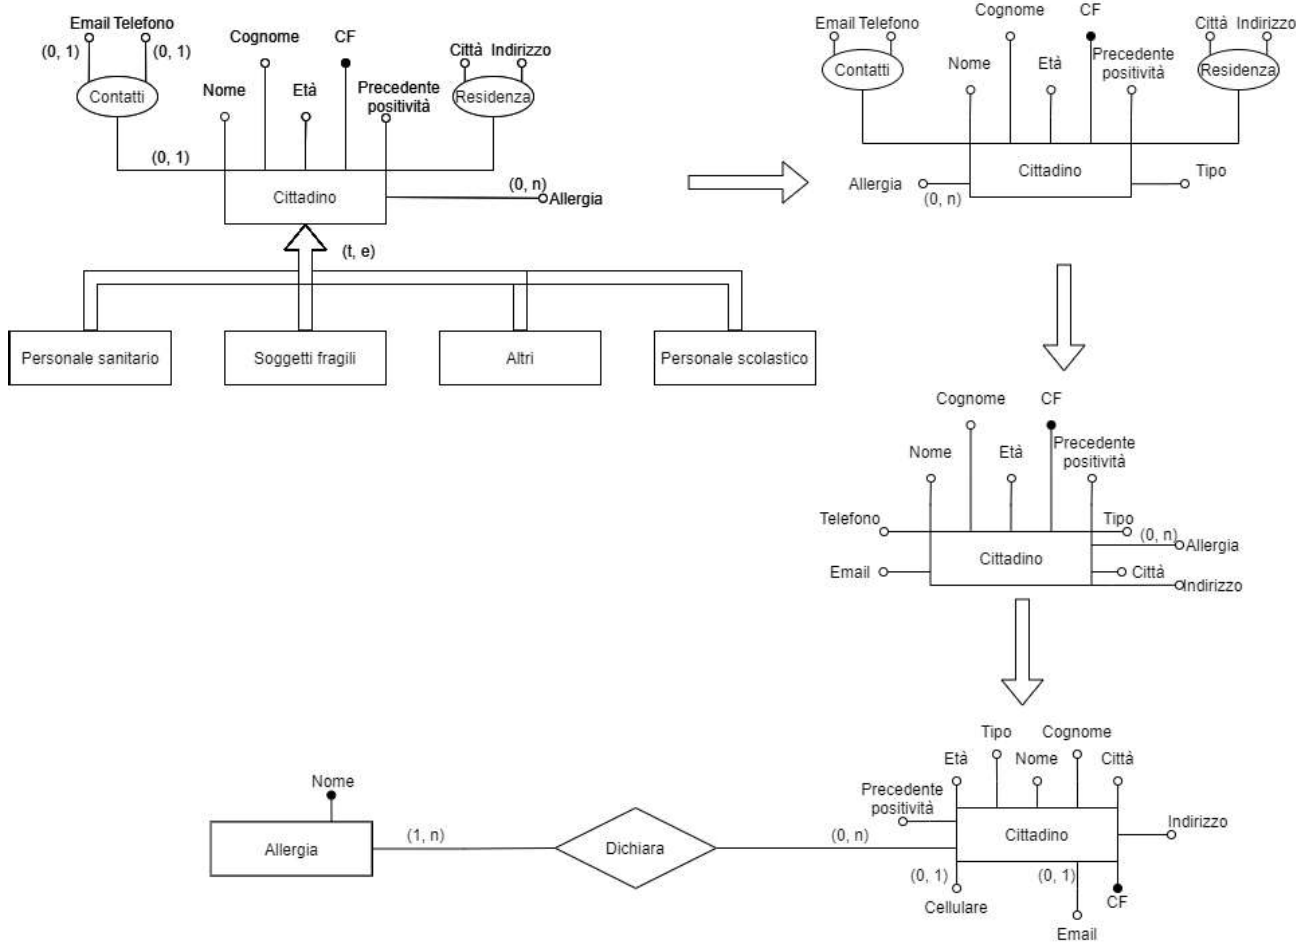 Email Telefono
(0, 1)
(0, 1)
Contatti
Cognome
CF
Nome
Età
Precedente
positività
Città Indirizzo
Residenza
(0, 1)
Cittadino
(0, n)
Allergia
(t, e)
Personale sanitario
Soggetti fragili
Altri
Personale scolastico
Email Telefono
Contatti
Cognome
CF
Nome
Età
Precedente
positività
Città Indirizzo
Residenza
Allergia
(0, n)
Cittadino
Tipo
Cognome
CF
Nome
Età
Precedente
positività
Telefono
Tipo
(0, n)
Allergia
Email
Cittadino
Città
Indirizzo
Tipo
Cognome
Età
Nome
Città
Precedente
positività
Nome
Indirizzo
Allergia
(1, n)
Dichiara
(0, n)
Cittadino
(0, 1)
(0, 1)
Cellulare
CF
Email